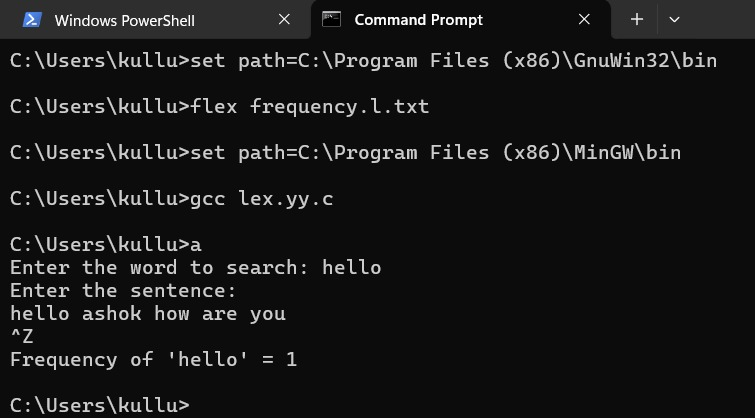 Windows PowerShell
Command Prompt
C:\Users\kullu>set path=C:\Program Files (x86)\GnuWin32\bin
C:\Users\kullu>flex frequency.l.txt
C:\Users\kullu>set path=C:\Program Files (x86)\MinGW\bin
C:\Users\kullu>gcc lex.yy.c
C:\Users\kullu>a
Enter the word to search: hello
Enter the sentence:
hello ashok how are you
^Z
Frequency of 'hello' = 1
C:\Users\kullu>